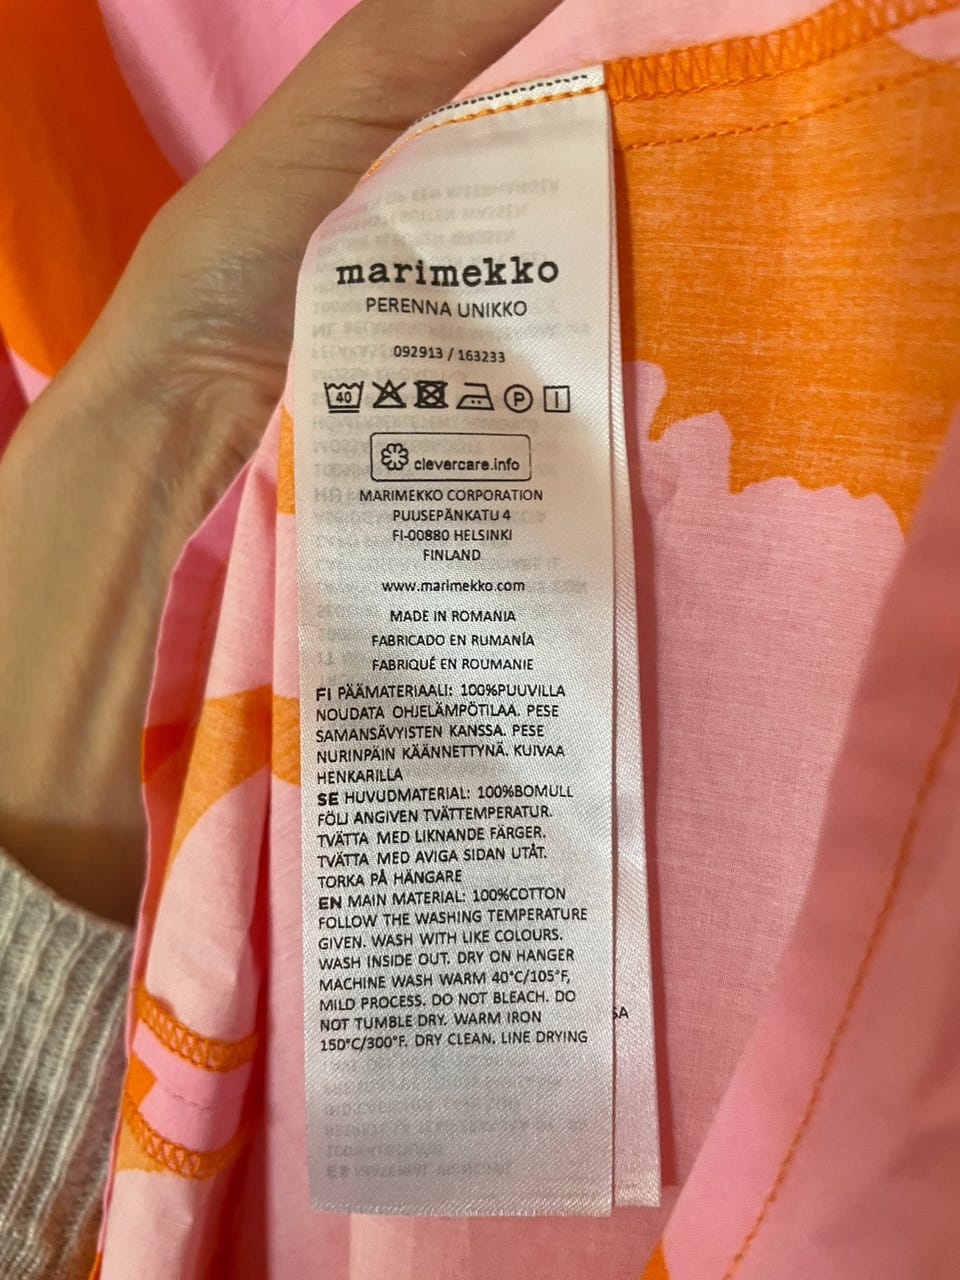 marimekko
PERENNA UNIKKO
092913 / 163233
40 P
clevercare.info
MARIMEKKO CORPORATION
PUUSEPÄNKATU 4
FI-00880 HELSINKI
FINLAND
www.marimekko.com
MADE IN ROMANIA
FABRICADO EN RUMANÍA
FABRIQUÉ EN ROUMANIE
FI PÄÄMATERIAALI: 100%PUUVILLA
NOUDATA OHJELÄMPÖTILAA. PESE
SAMANSÄVYISTEN KANSSA. PESE
NURINPÄIN KÄÄNNETTYNÄ. KUIVAA
HENKARILLA
SE HUVUDMATERIAL: 100%BOMULL
FÖLJ ANGIVEN TVÄTTEMPERATUR.
TVÄTTA MED LIKNANDE FÄRGER.
TVÄTTA MED AVIGA SIDAN UTÅT.
TORKA PÅ HÄNGARE
EN MAIN MATERIAL: 100%COTTON
FOLLOW THE WASHING TEMPERATURE
GIVEN. WASH WITH LIKE COLOURS.
WASH INSIDE OUT. DRY ON HANGER
MACHINE WASH WARM 40°C/105°F,
MILD PROCESS. DO NOT BLEACH. DO
NOT TUMBLE DRY. WARM IRON
150°C/300°F. DRY CLEAN. LINE DRYING
SA